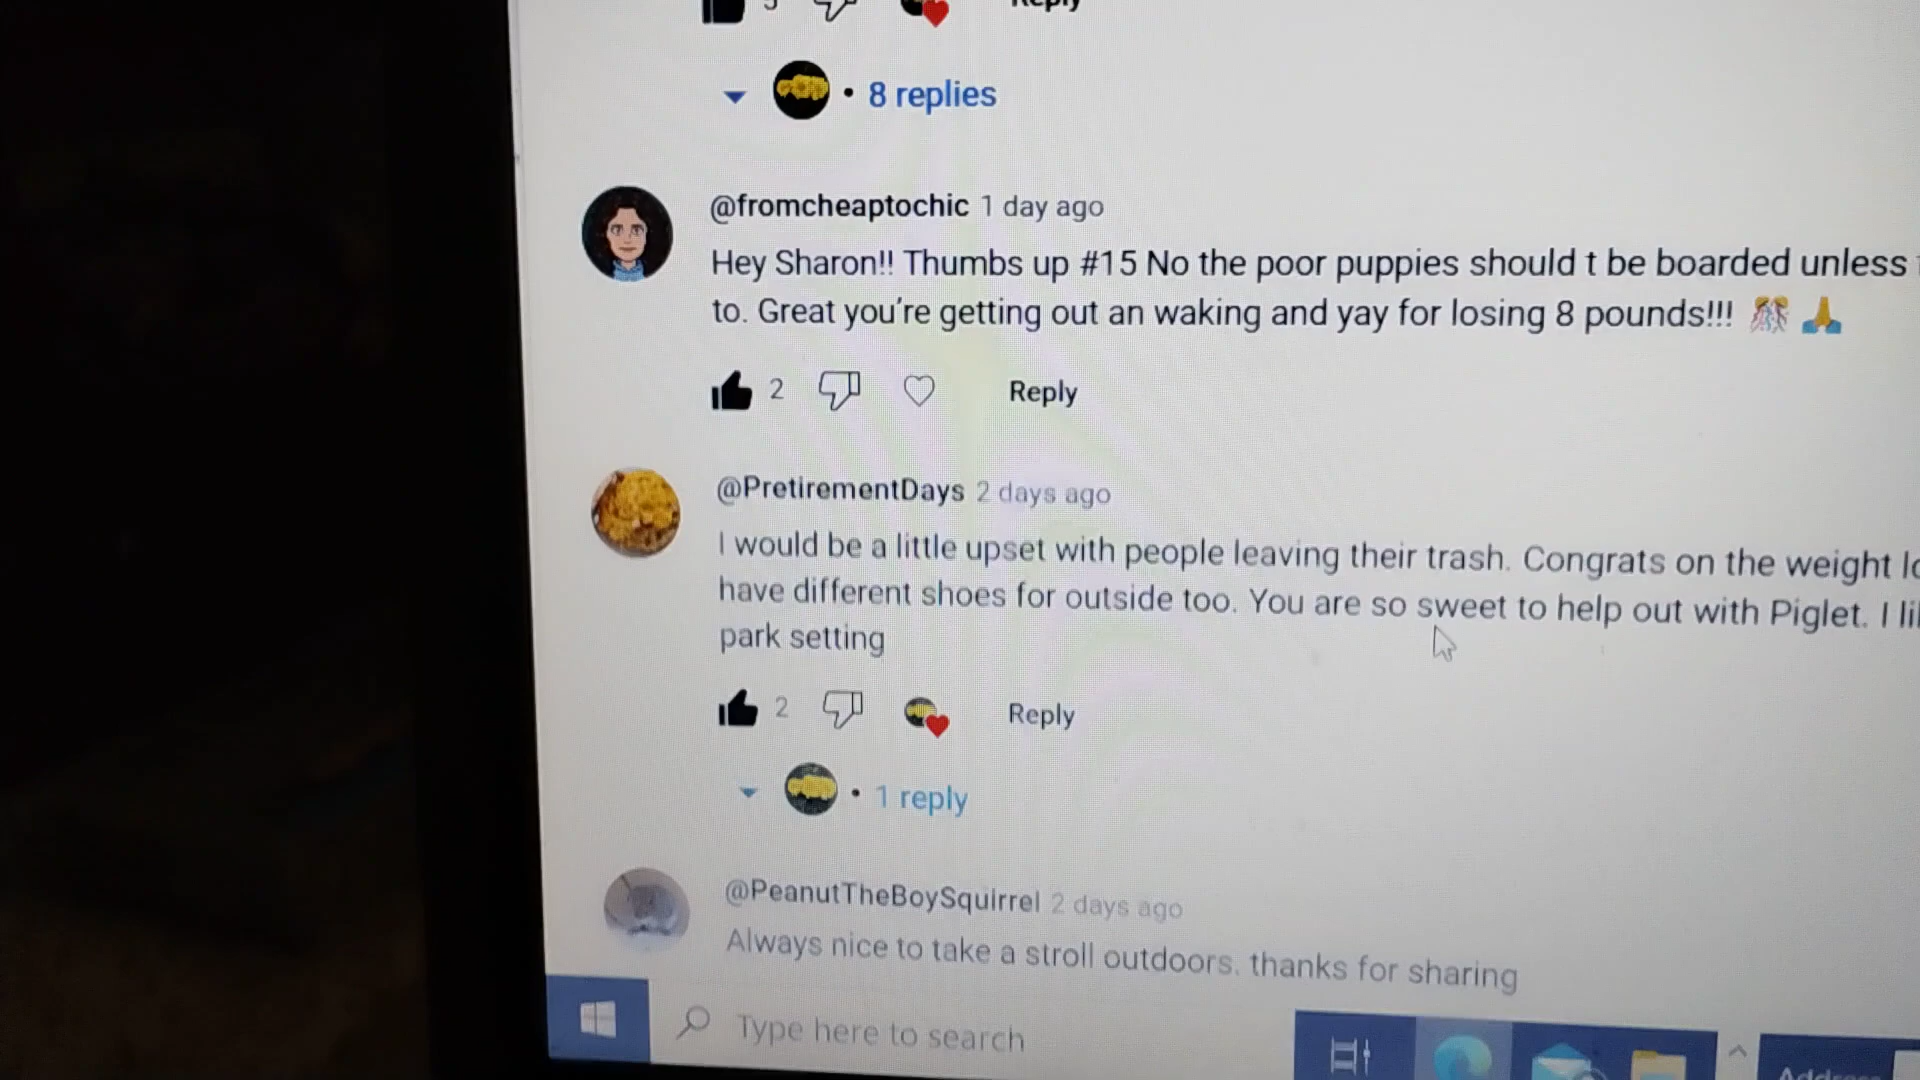 5 Reply
8 replies
@fromcheaptochic 1 day ago
Hey Sharon!! Thumbs up #15 No the poor puppies should t be boarded unless
to. Great you're getting out an waking and yay for losing 8 pounds!!!
2 Reply
@PretirementDays 2 days ago
I would be a little upset with people leaving their trash. Congrats on the weight
have different shoes for outside too. You are so sweet to help out with Piglet. I
park setting
2 Reply
1 reply
@PeanutTheBoySquirrel 2 days ago
Always nice to take a stroll outdoors. thanks for sharing
Type here to search